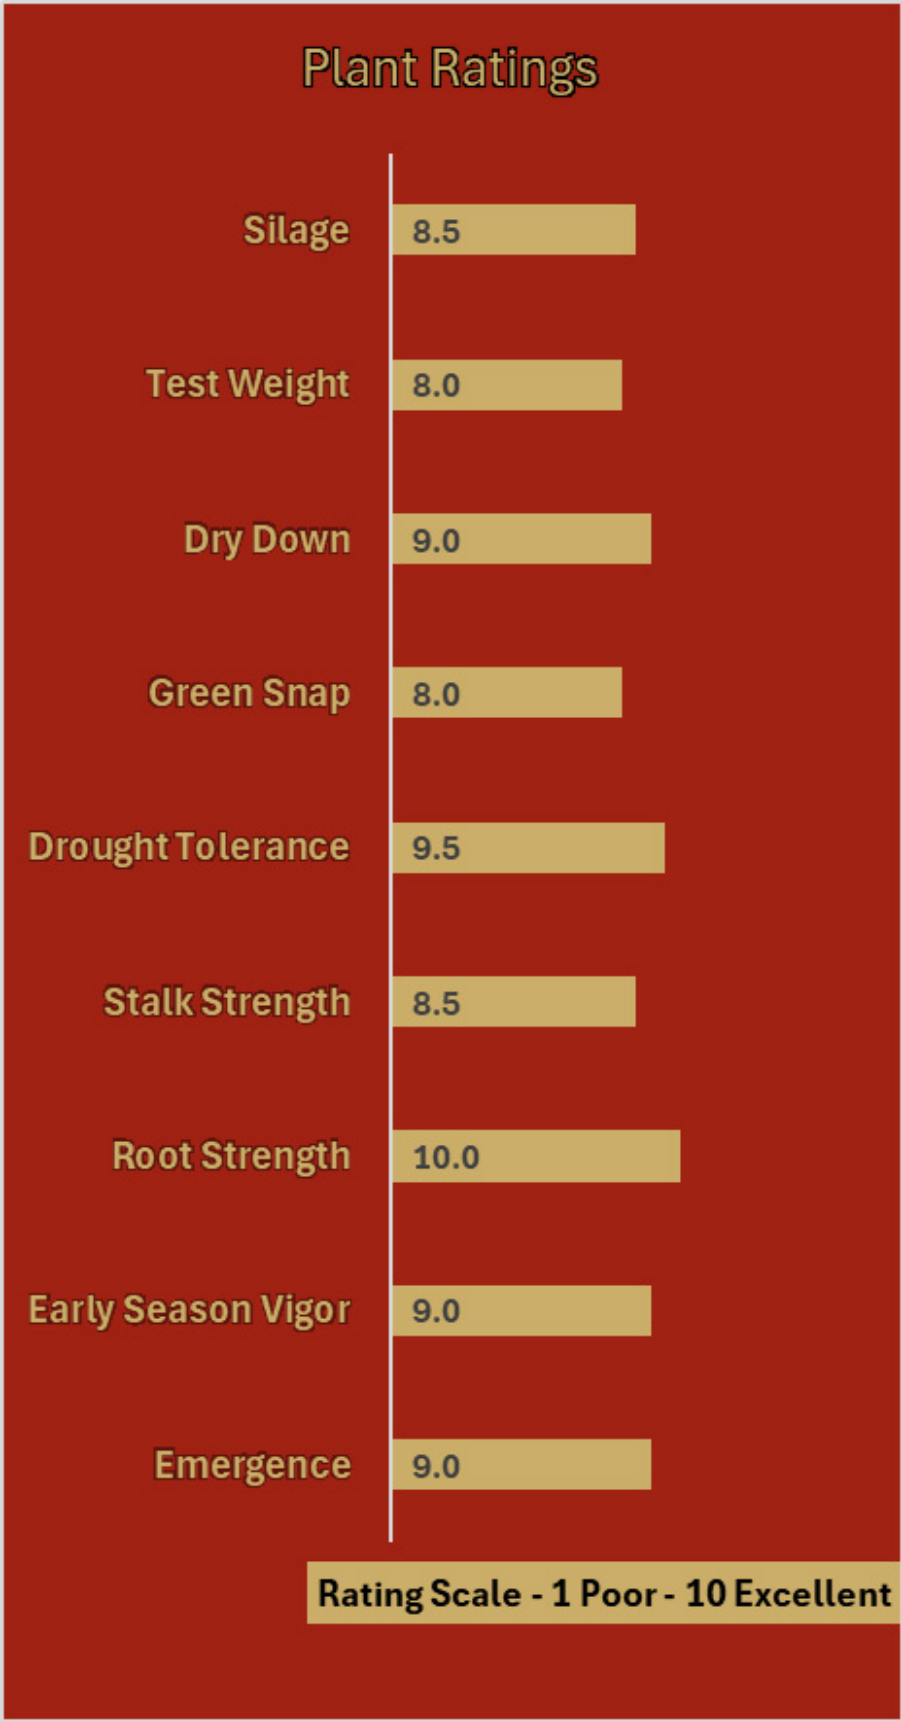 Plant Ratings
Silage 8.5
Test Weight 8.0
Dry Down 9.0
Green Snap 8.0
Drought Tolerance 9.5
Stalk Strength 8.5
Root Strength 10.0
Early Season Vigor 9.0
Emergence 9.0
Rating Scale - 1 Poor - 10 Excellent